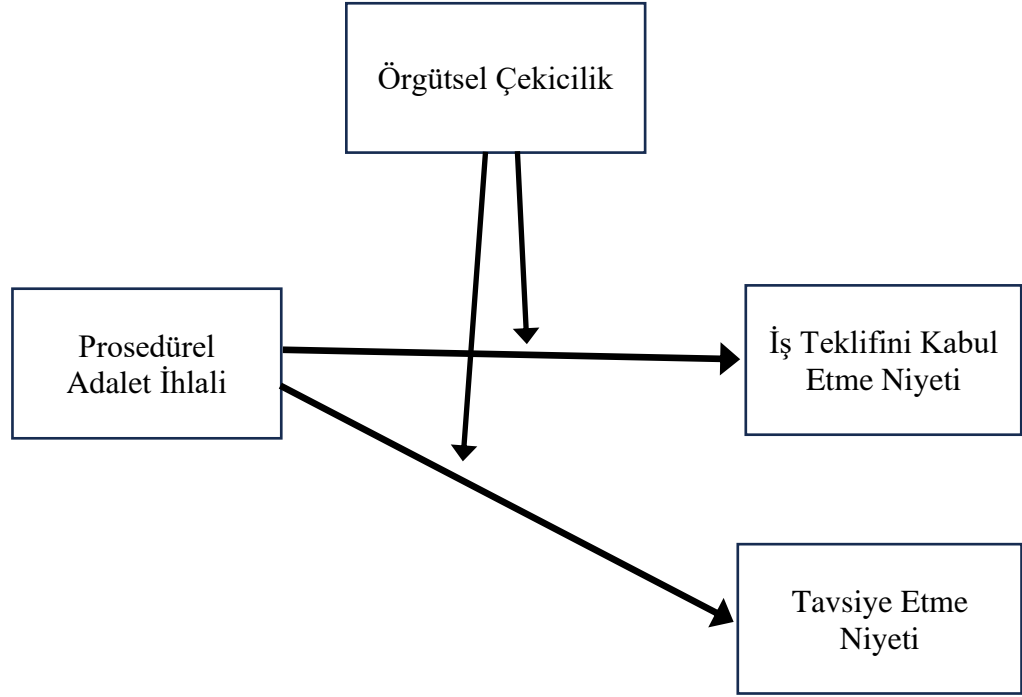 Örgütsel Çekicilik
Prosedürel
Adalet İhlali
İş Teklifini Kabul
Etme Niyeti
Tavsiye Etme
Niyeti